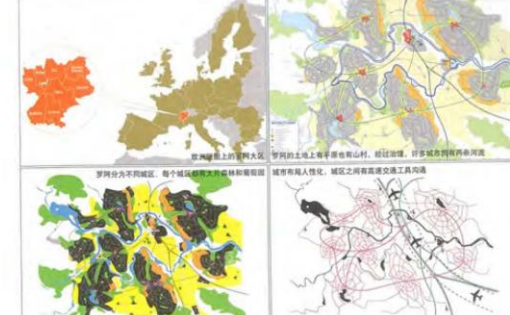 欧洲版图上的罗阿大区
罗阿的土地上有平原也有山村，经过治理，许多城市拥有两条河流
罗阿分为不同城区，每个城区都有大片森林和葡萄园
城市布局人性化，城区之间有高速交通工具沟通